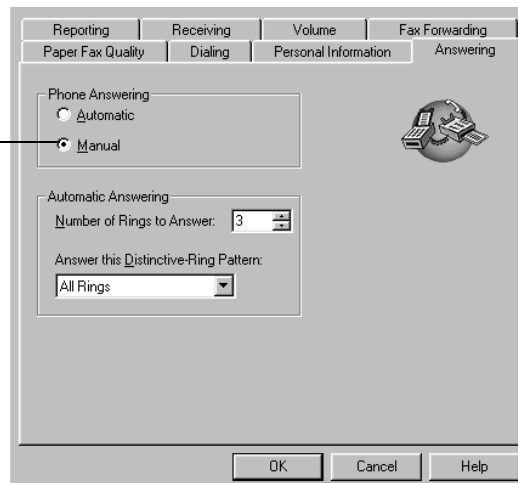 Reporting Receiving Volume Fax Forwarding
Paper Fax Quality Dialing Personal Information Answering
Phone Answering
Automatic
Manual
Automatic Answering
Number of Rings to Answer: 3
Answer this Distinctive-Ring Pattern:
All Rings
OK Cancel Help